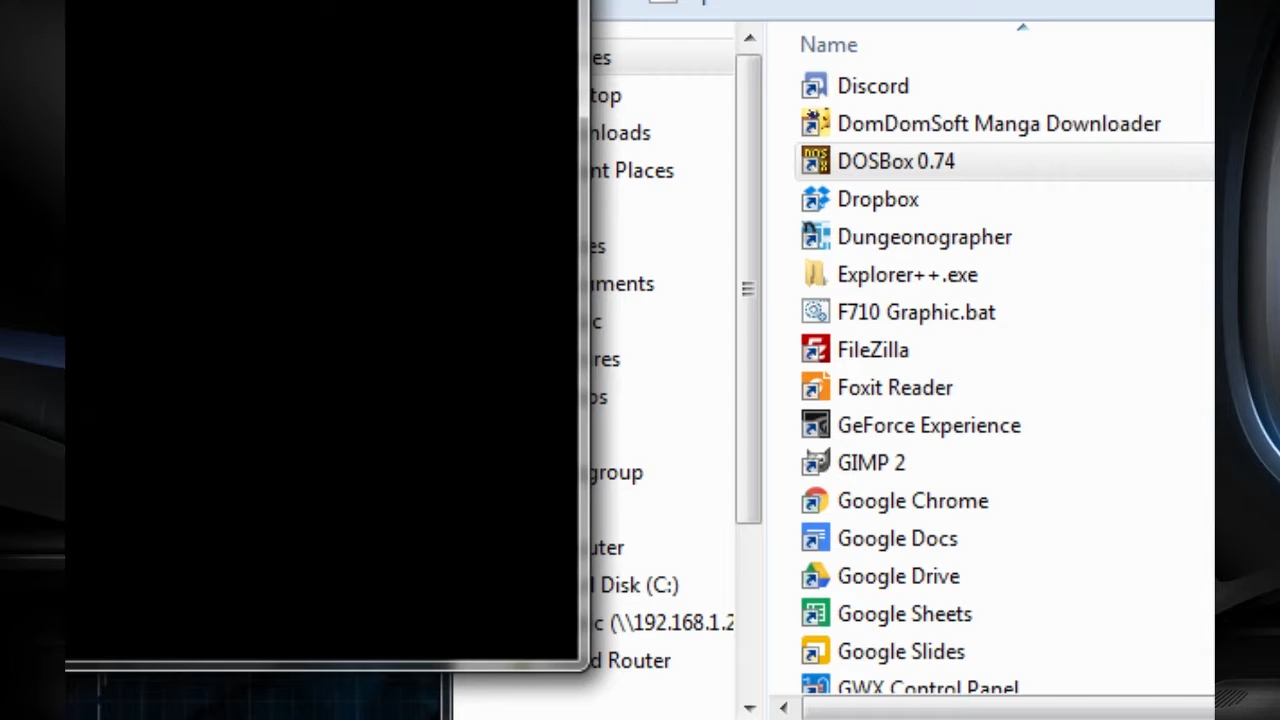 es
top
nloads
nt Places
es
uments
c
res
os
group
uter
l Disk (C:)
c (\\192.168.1.2
d Router
Name
Discord
DomDomSoft Manga Downloader
DOSBox 0.74
Dropbox
Dungeonographer
Explorer++.exe
F710 Graphic.bat
FileZilla
Foxit Reader
GeForce Experience
GIMP 2
Google Chrome
Google Docs
Google Drive
Google Sheets
Google Slides
GWX Control Panel